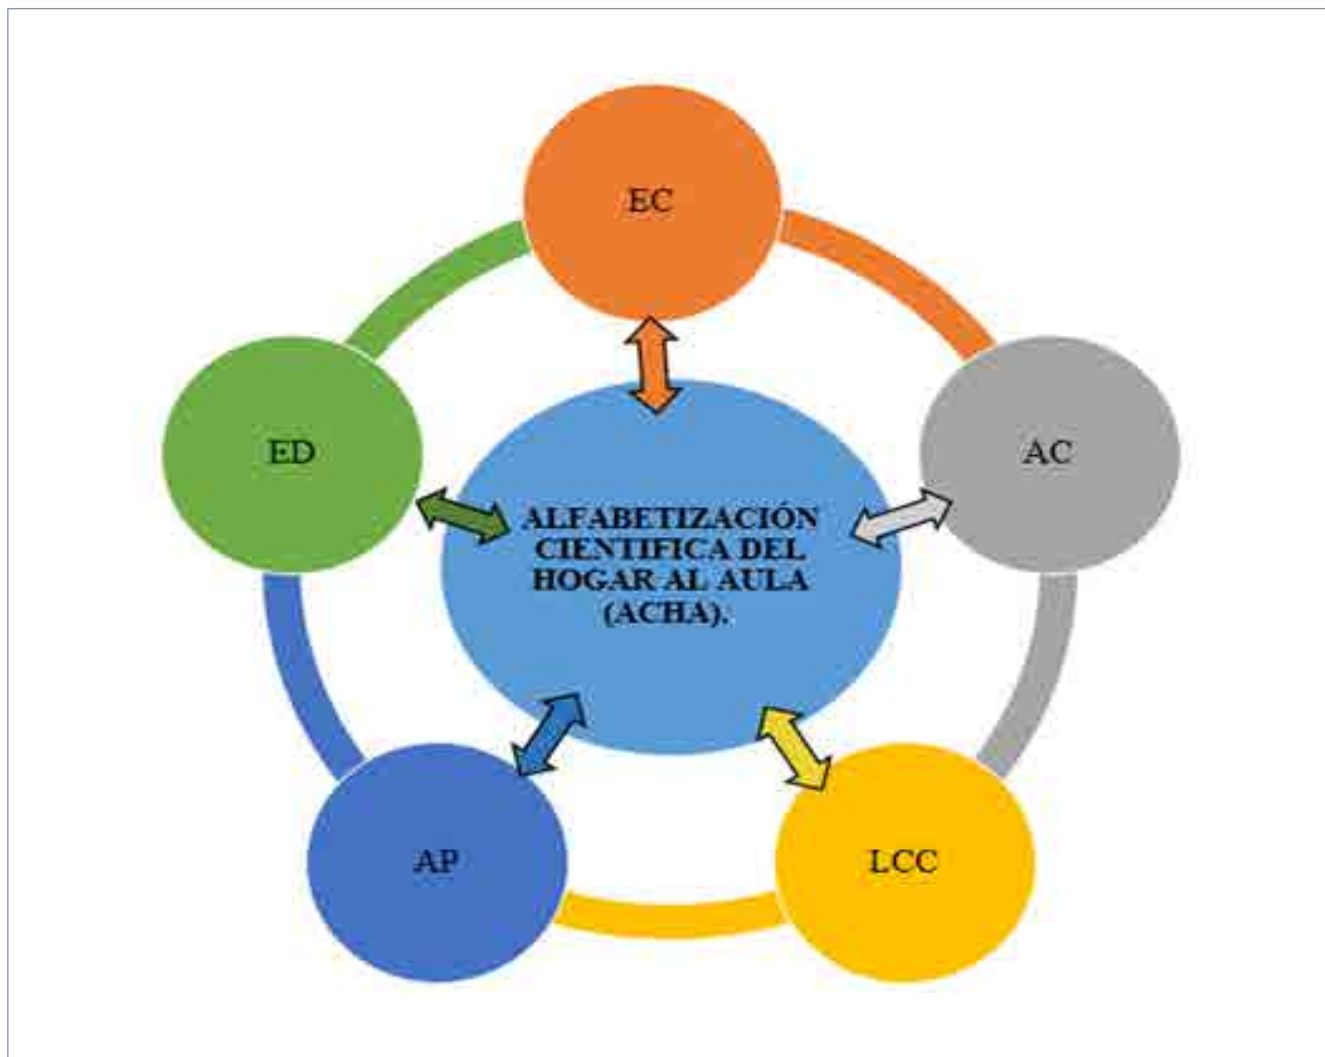 EC
ED
AC
ALFABETIZACIÓN
CIENTIFICA DEL
HOGAR AL AULA
(ACHA).
AP
LCC